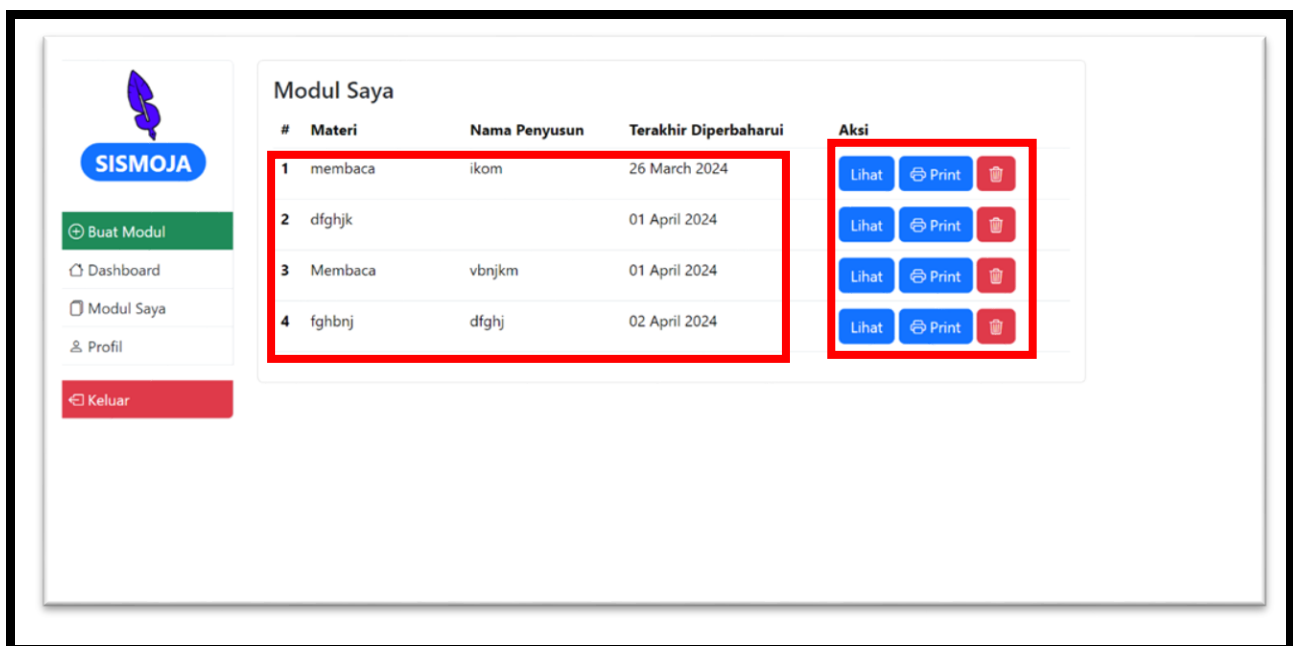 SISMOJA
Buat Modul
Dashboard
Modul Saya
Profil
Keluar
Modul Saya
# Materi Nama Penyusun Terakhir Diperbaharui Aksi
1 membaca ikom 26 March 2024 Lihat Print
2 dfghjk 01 April 2024 Lihat Print
3 Membaca vbnjkm 01 April 2024 Lihat Print
4 fghbnj dfghj 02 April 2024 Lihat Print